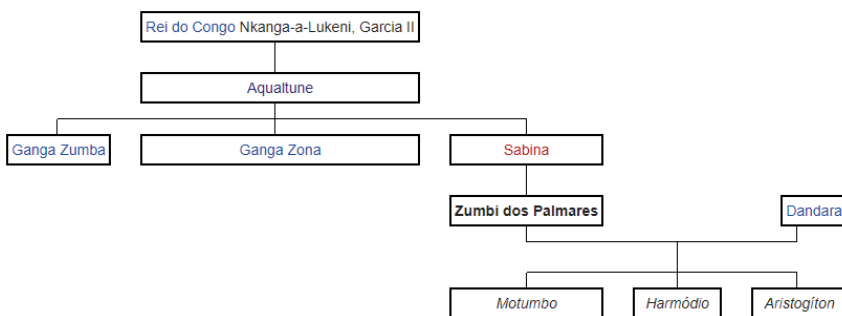 Rei do Congo Nkanga-a-Lukeni, Garcia II
Aqualtune
Ganga Zumba
Ganga Zona
Sabina
Zumbi dos Palmares
Dandara
Motumbo
Harmódio
Aristogíton